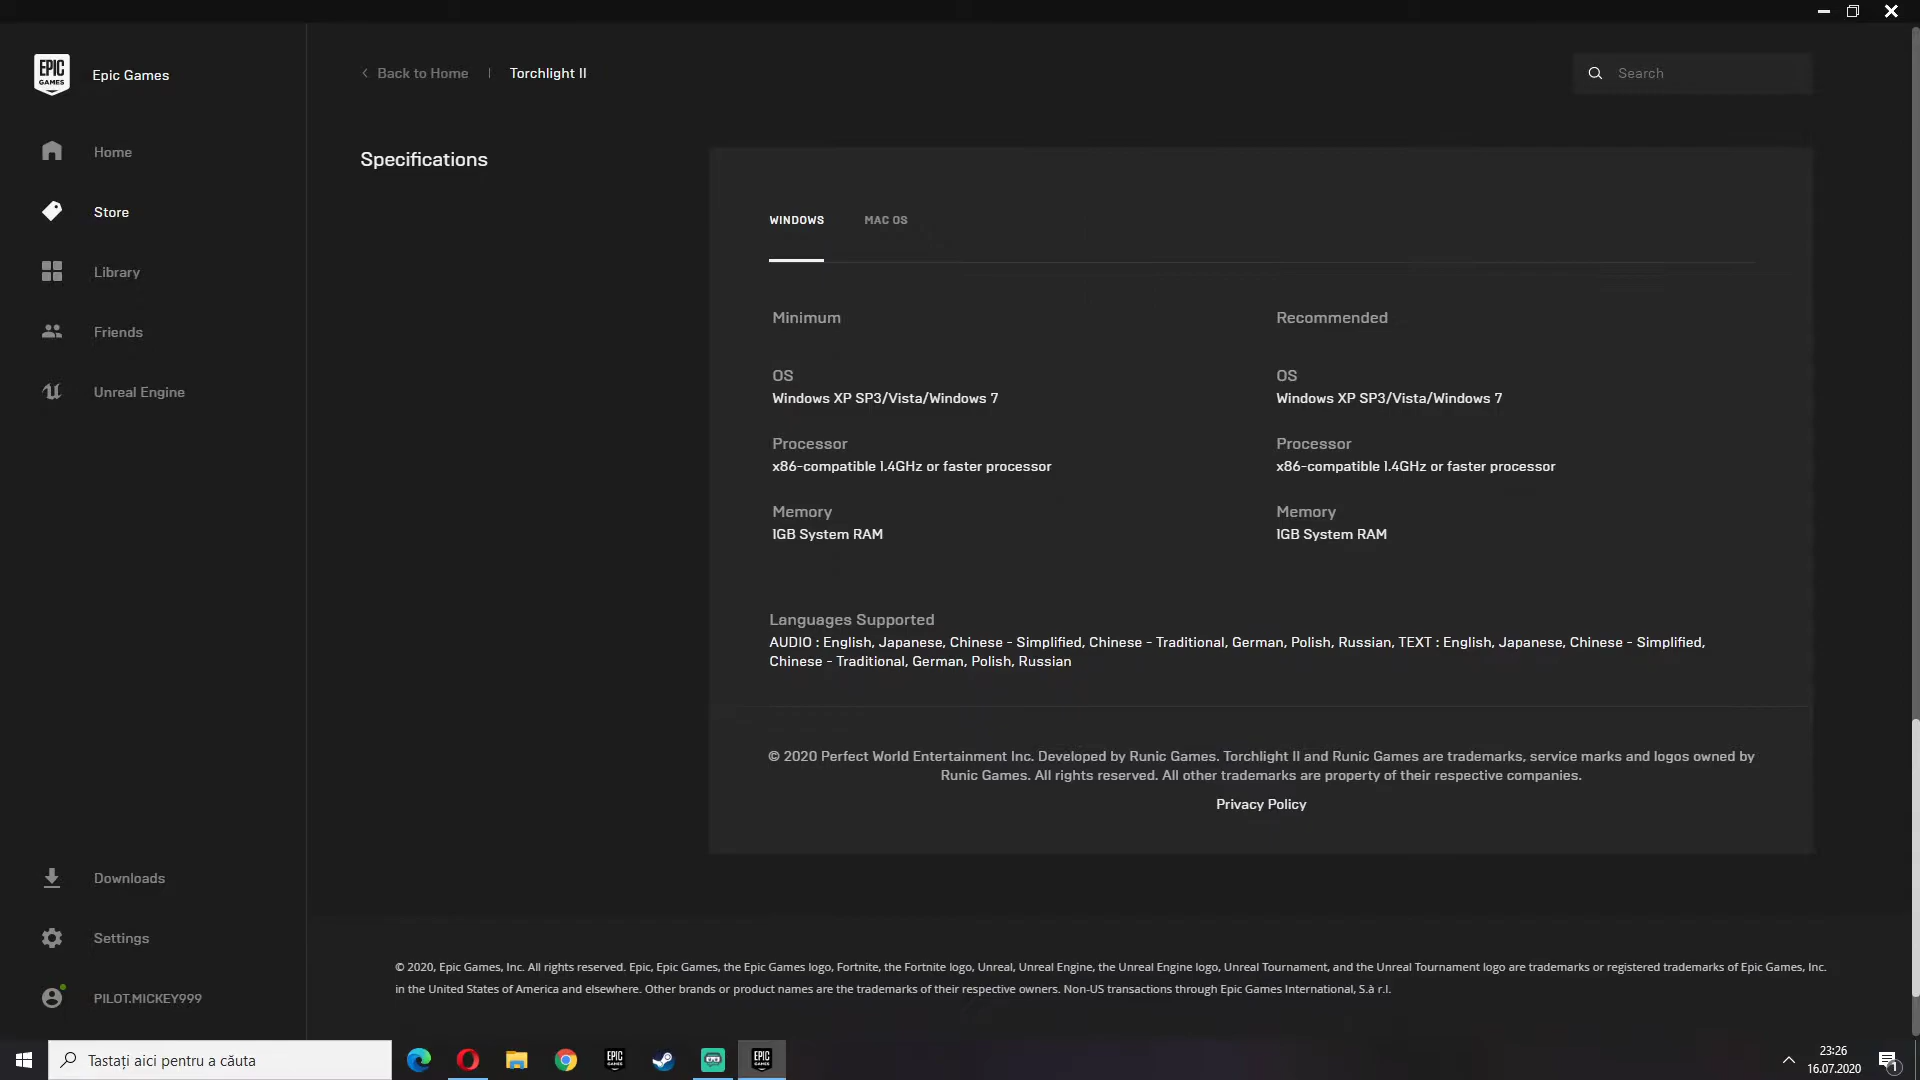 EPIC GAMES
Epic Games
Back to Home | Torchlight II
Search
Home
Store
Library
Friends
Unreal Engine
Specifications
WINDOWS MAC OS
Minimum Recommended
OS OS
Windows XP SP3/Vista/Windows 7 Windows XP SP3/Vista/Windows 7
Processor Processor
x86-compatible 1.4GHz or faster processor x86-compatible 1.4GHz or faster processor
Memory Memory
1GB System RAM 1GB System RAM
Languages Supported
AUDIO : English, Japanese, Chinese - Simplified, Chinese - Traditional, German, Polish, Russian, TEXT : English, Japanese, Chinese - Simplified,
Chinese - Traditional, German, Polish, Russian
© 2020 Perfect World Entertainment Inc. Developed by Runic Games. Torchlight II and Runic Games are trademarks, service marks and logos owned by
Runic Games. All rights reserved. All other trademarks are property of their respective companies.
Privacy Policy
Downloads
Settings
PILOT.MICKEY999
© 2020, Epic Games, Inc. All rights reserved. Epic, Epic Games, the Epic Games logo, Fortnite, the Fortnite logo, Unreal, Unreal Engine, the Unreal Engine logo, Unreal Tournament, and the Unreal Tournament logo are trademarks or registered trademarks of Epic Games, Inc.
in the United States of America and elsewhere. Other brands or product names are the trademarks of their respective owners. Non-US transactions through Epic Games International, S.à r.l.
Tastați aici pentru a căuta
EPIC GAMES
EPIC GAMES
23:26
16.07.2020
1